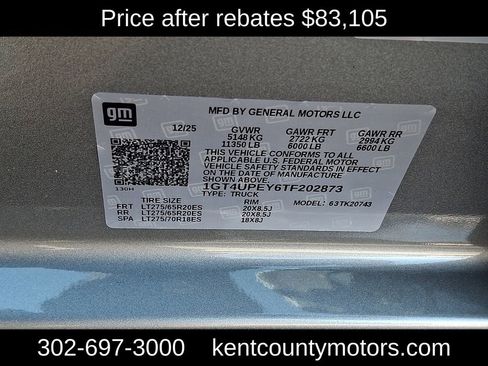 Price after rebates $83,105
gm
MFD BY GENERAL MOTORS LLC
12/25 GVWR GAWR FRT GAWR RR
5148 KG 2722 KG 2994 KG
11350 LB 6000 LB 6600 LB
THIS VEHICLE CONFORMS TO ALL
APPLICABLE U.S. FEDERAL MOTOR
VEHICLE SAFETY STANDARDS IN EFFECT
ON THE DATE OF MANUFACTURE
SHOWN ABOVE.
130H
1GT4UPEY6TF202873
TYPE: TRUCK MODEL: 63TK20743
TIRE SIZE RIM
FRT LT275/65R20ES 20X8.5J
RR LT275/65R20ES 20X8.5J
SPA LT275/70R18ES 18X8J
302-697-3000 kentcountymotors.com